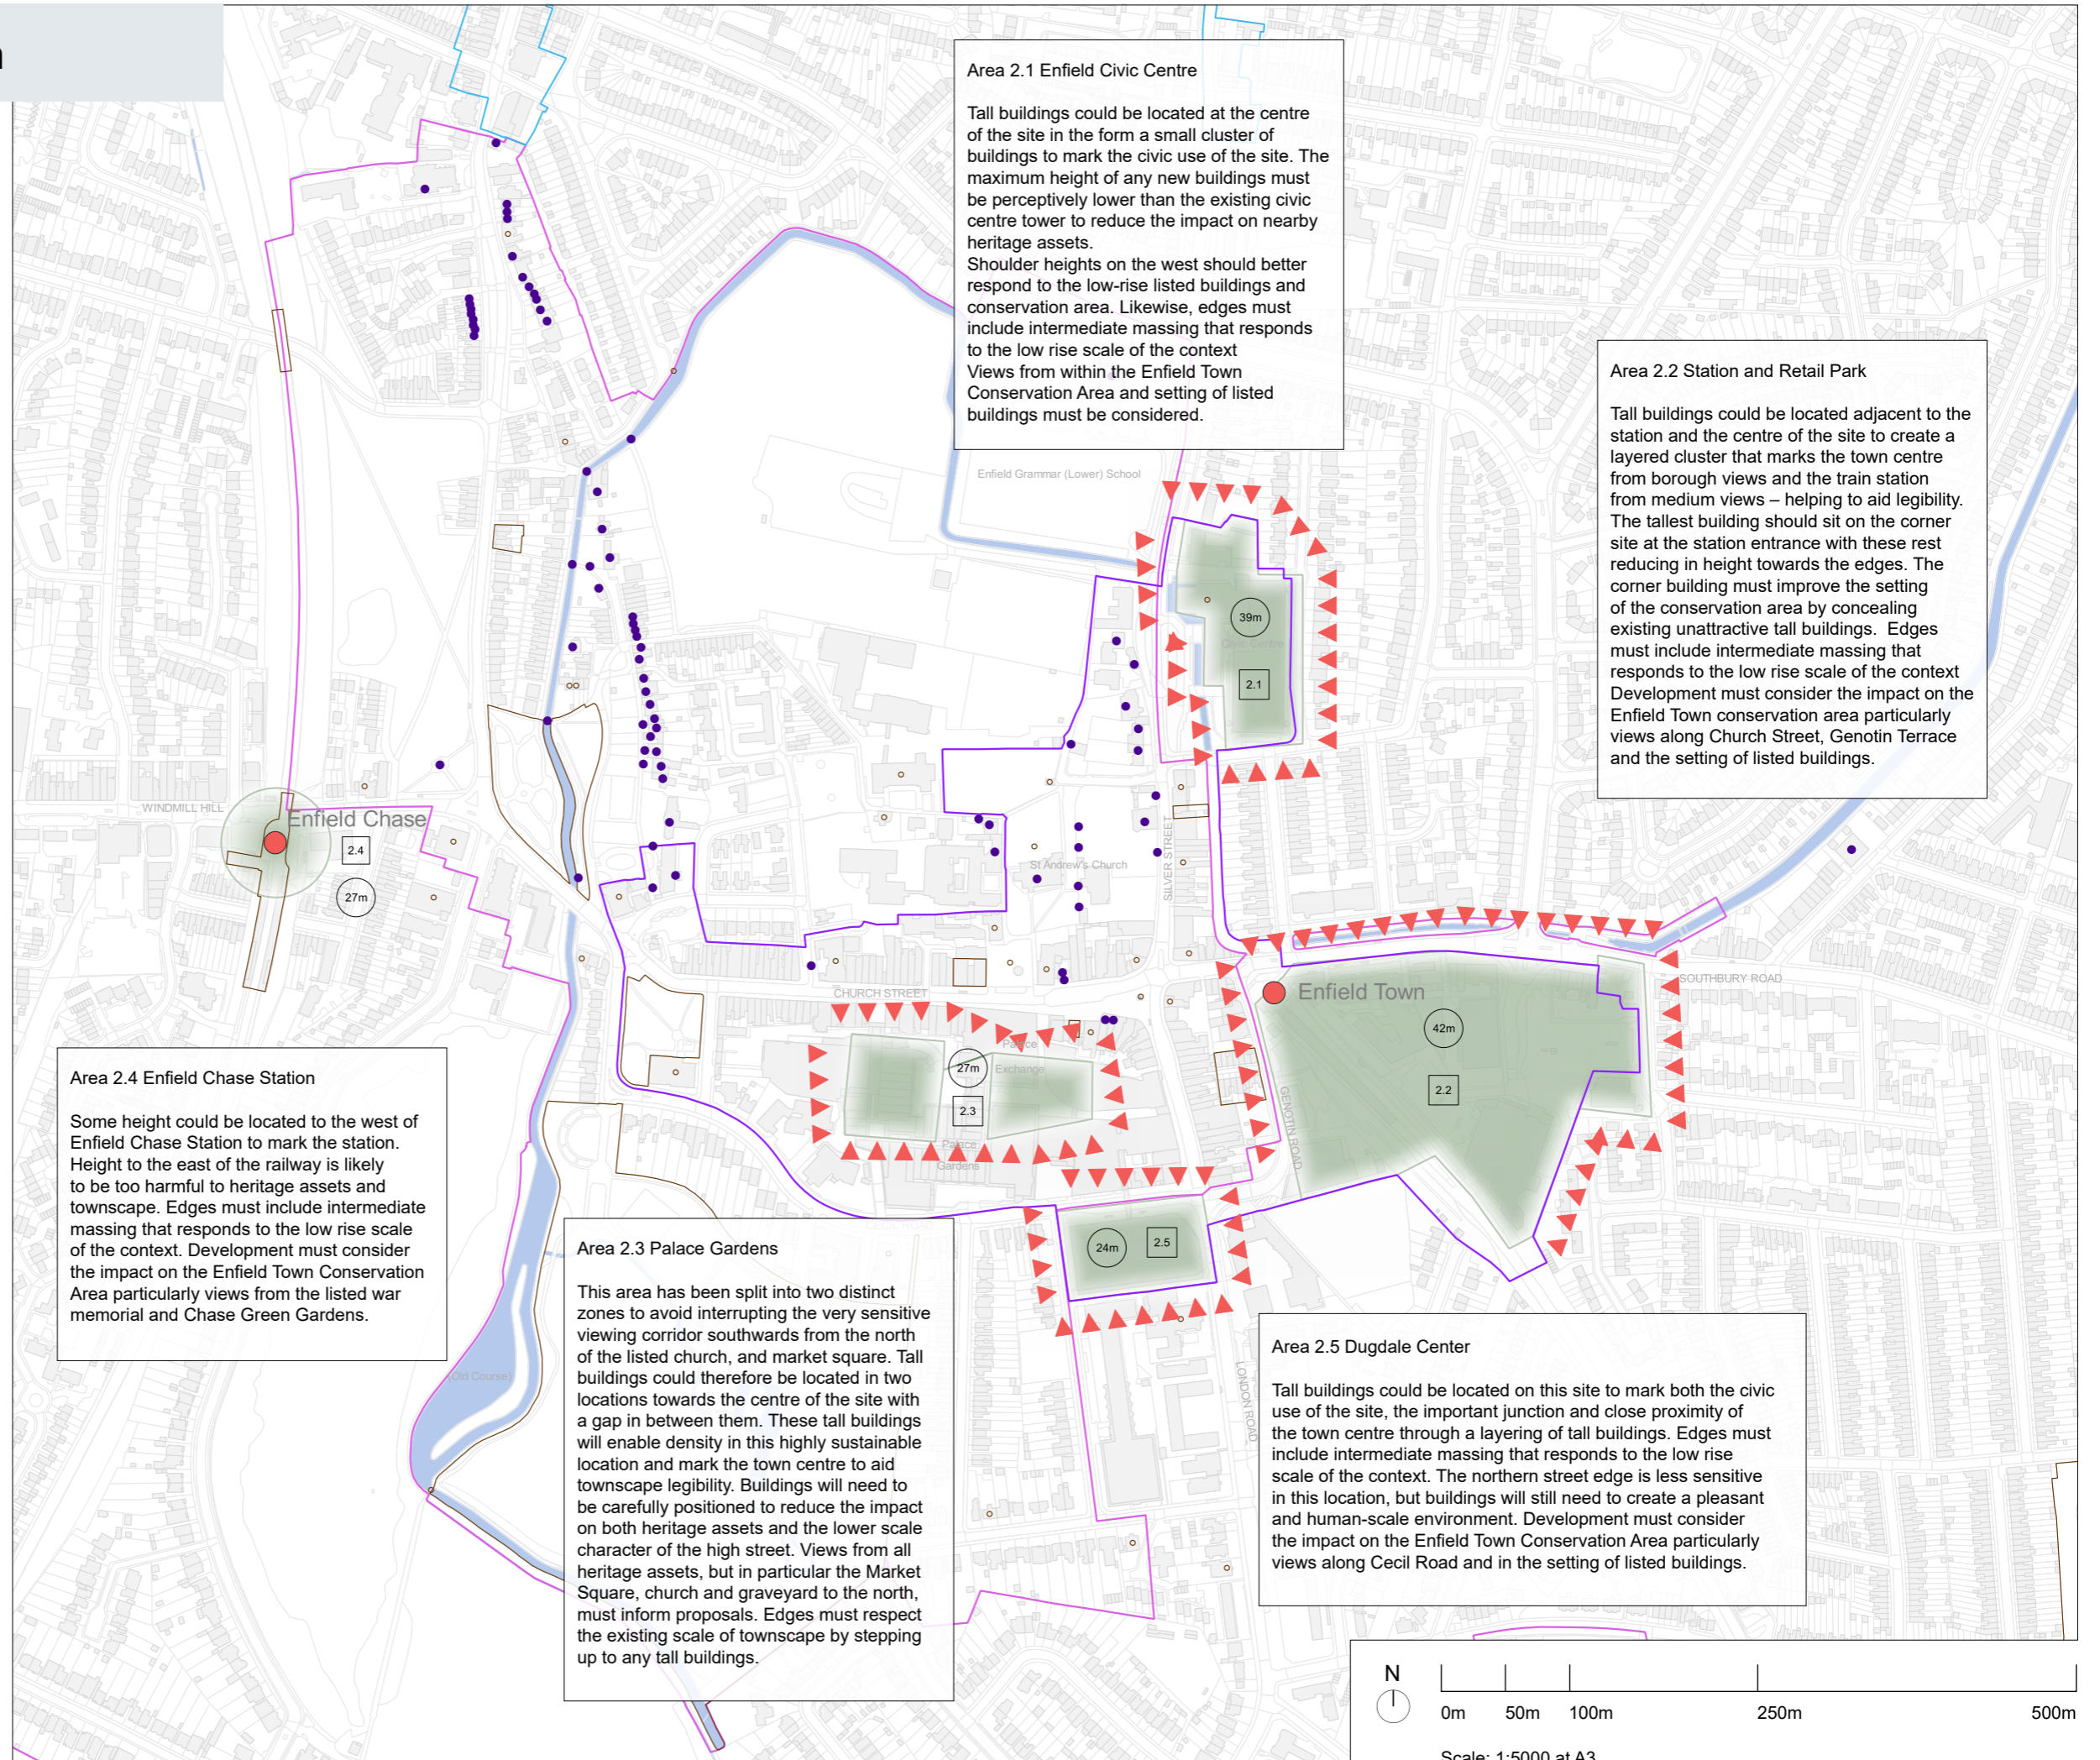 Area 2.1 Enfield Civic Centre
Tall buildings could be located at the centre
of the site in the form a small cluster of
buildings to mark the civic use of the site. The
maximum height of any new buildings must
be perceptively lower than the existing civic
centre tower to reduce the impact on nearby
heritage assets.
Shoulder heights on the west should better
respond to the low-rise listed buildings and
conservation area. Likewise, edges must
include intermediate massing that responds
to the low rise scale of the context
Views from within the Enfield Town
Conservation Area and setting of listed
buildings must be considered.
Area 2.2 Station and Retail Park
Tall buildings could be located adjacent to the
station and the centre of the site to create a
layered cluster that marks the town centre
from borough views and the train station
from medium views – helping to aid legibility.
The tallest building should sit on the corner
site at the station entrance with these rest
reducing in height towards the edges. The
corner building must improve the setting
of the conservation area by concealing
existing unattractive tall buildings.  Edges
must include intermediate massing that
responds to the low rise scale of the context
Development must consider the impact on the
Enfield Town conservation area particularly
views along Church Street, Genotin Terrace
and the setting of listed buildings.
Enfield Grammar (Lower) School
39m
Civic Centre
2.1
WINDMILL HILL
Enfield Chase
2.4
27m
SILVER STREET
St Andrew's Church
CHURCH STREET
Enfield Town
SOUTHBURY ROAD
42m
2.2
GENOTIN ROAD
Palace
Exchange
27m
2.3
Palace
Gardens
24m
2.5
LONDON ROAD
(Old Course)
Area 2.4 Enfield Chase Station
Some height could be located to the west of
Enfield Chase Station to mark the station.
Height to the east of the railway is likely
to be too harmful to heritage assets and
townscape. Edges must include intermediate
massing that responds to the low rise scale
of the context. Development must consider
the impact on the Enfield Town Conservation
Area particularly views from the listed war
memorial and Chase Green Gardens.
Area 2.3 Palace Gardens
This area has been split into two distinct
zones to avoid interrupting the very sensitive
viewing corridor southwards from the north
of the listed church, and market square. Tall
buildings could therefore be located in two
locations towards the centre of the site with
a gap in between them. These tall buildings
will enable density in this highly sustainable
location and mark the town centre to aid
townscape legibility. Buildings will need to
be carefully positioned to reduce the impact
on both heritage assets and the lower scale
character of the high street. Views from all
heritage assets, but in particular the Market
Square, church and graveyard to the north,
must inform proposals. Edges must respect
the existing scale of townscape by stepping
up to any tall buildings.
Area 2.5 Dugdale Center
Tall buildings could be located on this site to mark both the civic
use of the site, the important junction and close proximity of
the town centre through a layering of tall buildings. Edges must
include intermediate massing that responds to the low rise
scale of the context. The northern street edge is less sensitive
in this location, but buildings will still need to create a pleasant
and human-scale environment. Development must consider
the impact on the Enfield Town Conservation Area particularly
views along Cecil Road and in the setting of listed buildings.
N
0m 50m 100m 250m 500m
Scale: 1:5000 at A3